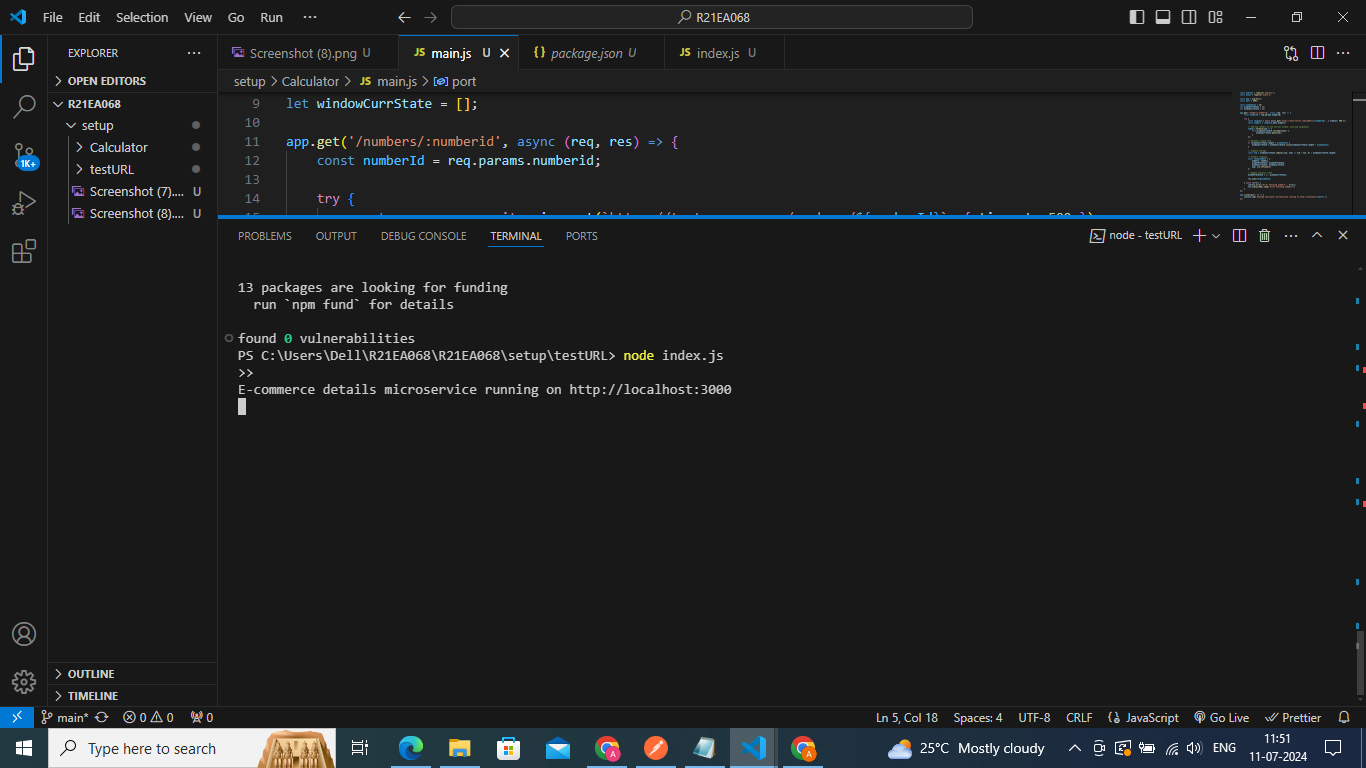 File Edit Selection View Go Run ··· R21EA068
EXPLORER ···
OPEN EDITORS
R21EA068
setup
Calculator
testURL
Screenshot (7).... U
Screenshot (8).... U
OUTLINE
TIMELINE
1K+
Screenshot (8).png U JS main.js U {} package.json U JS index.js U
setup > Calculator > JS main.js > port
9 let windowCurrState = [];
10
11 app.get('/numbers/:numberid', async (req, res) => {
12 const numberId = req.params.numberid;
13
14 try {
PROBLEMS OUTPUT DEBUG CONSOLE TERMINAL PORTS node - testURL
13 packages are looking for funding
run `npm fund` for details
found 0 vulnerabilities
PS C:\Users\Dell\R21EA068\R21EA068\setup\testURL> node index.js
>>
E-commerce details microservice running on http://localhost:3000
main* 0 0 0 Ln 5, Col 18 Spaces: 4 UTF-8 CRLF {} JavaScript Go Live Prettier
Type here to search A A 25°C Mostly cloudy ENG 11:51
11-07-2024